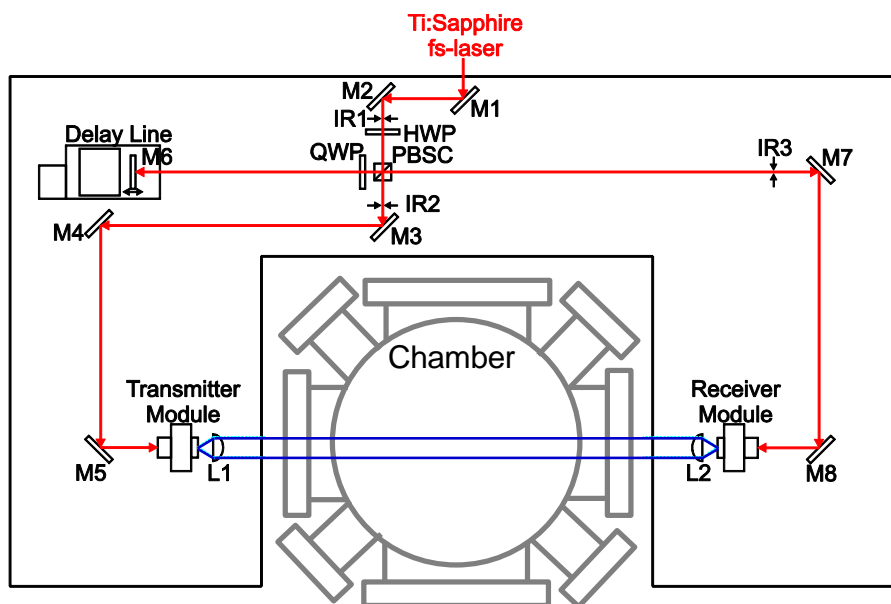 Ti:Sapphire
fs-laser
M2
M1
IR1
HWP
Delay Line
M6
QWP
PBSC
IR3
M7
IR2
M4
M3
Chamber
Transmitter
Module
Receiver
Module
M5
L1
L2
M8